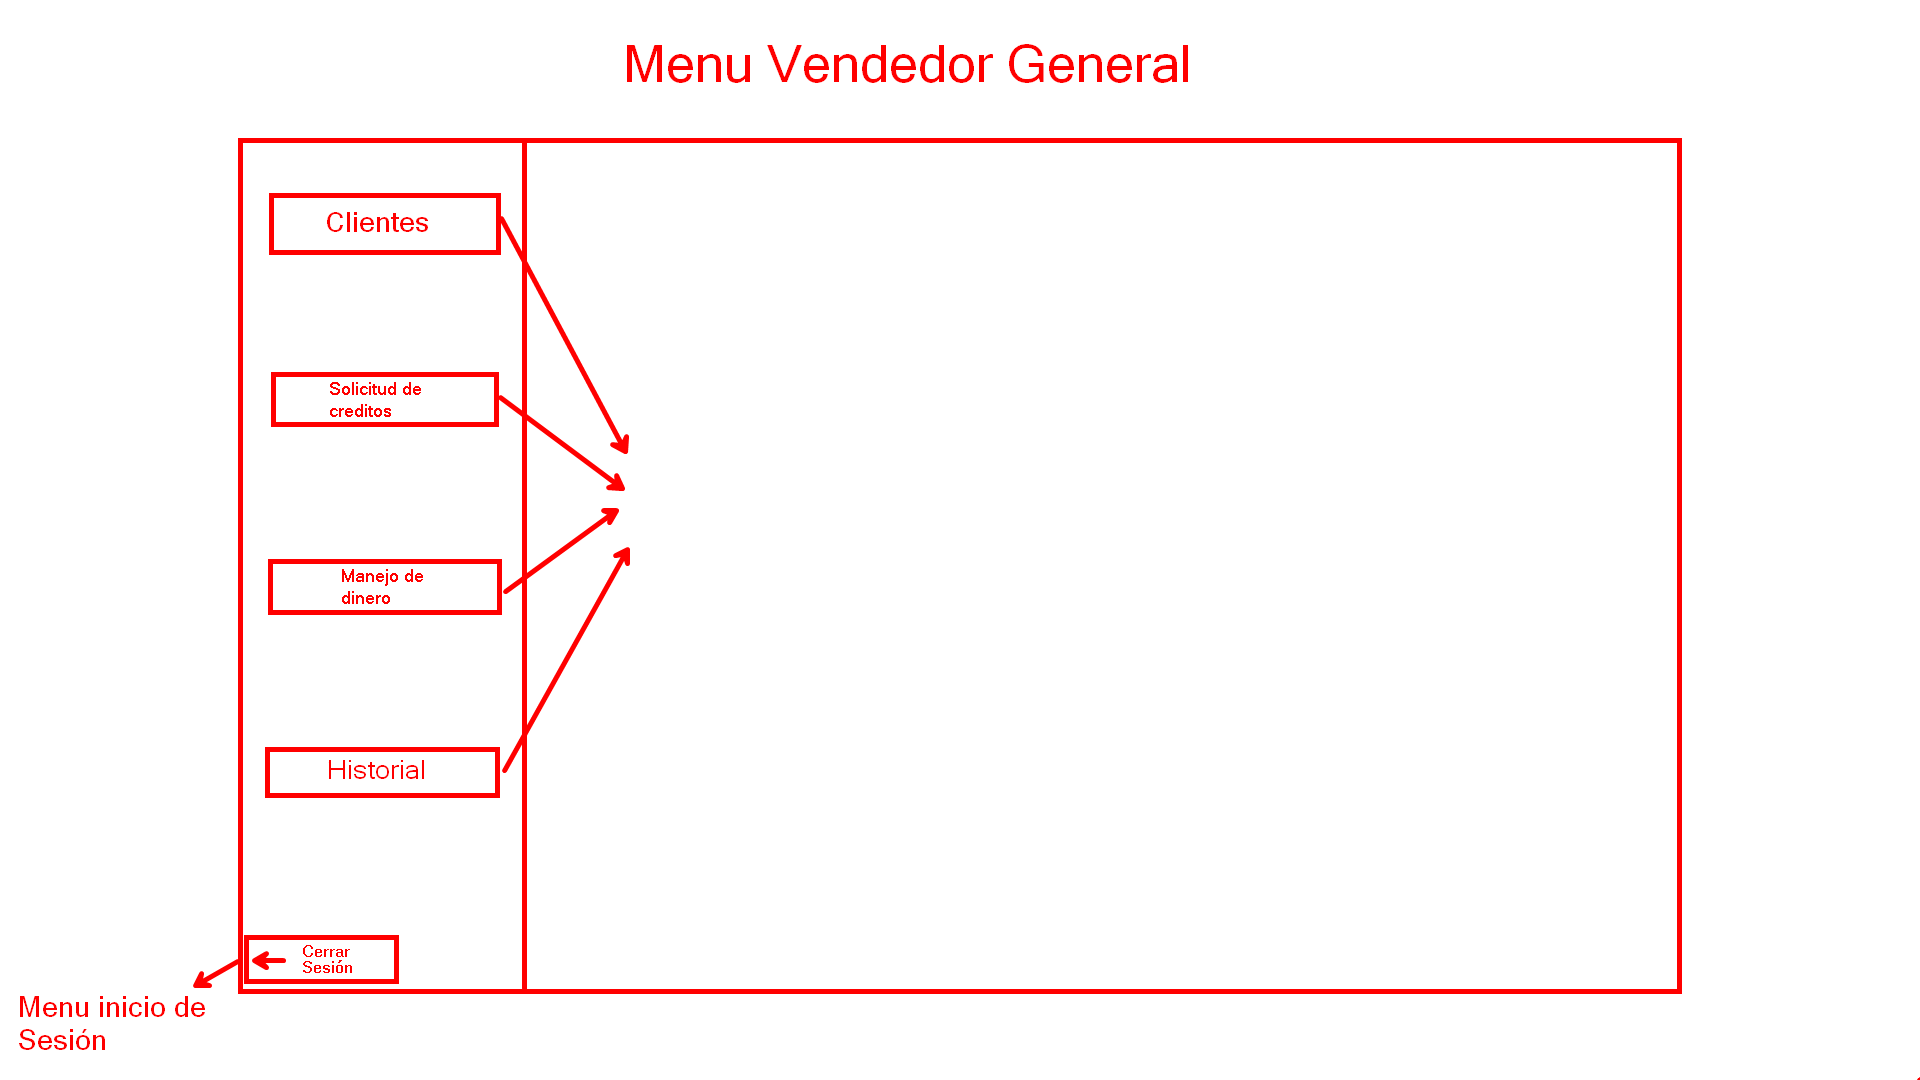 Menu Vendedor General
Clientes
Solicitud de
creditos
Manejo de
dinero
Historial
Cerrar
Sesión
Menu inicio de
Sesión